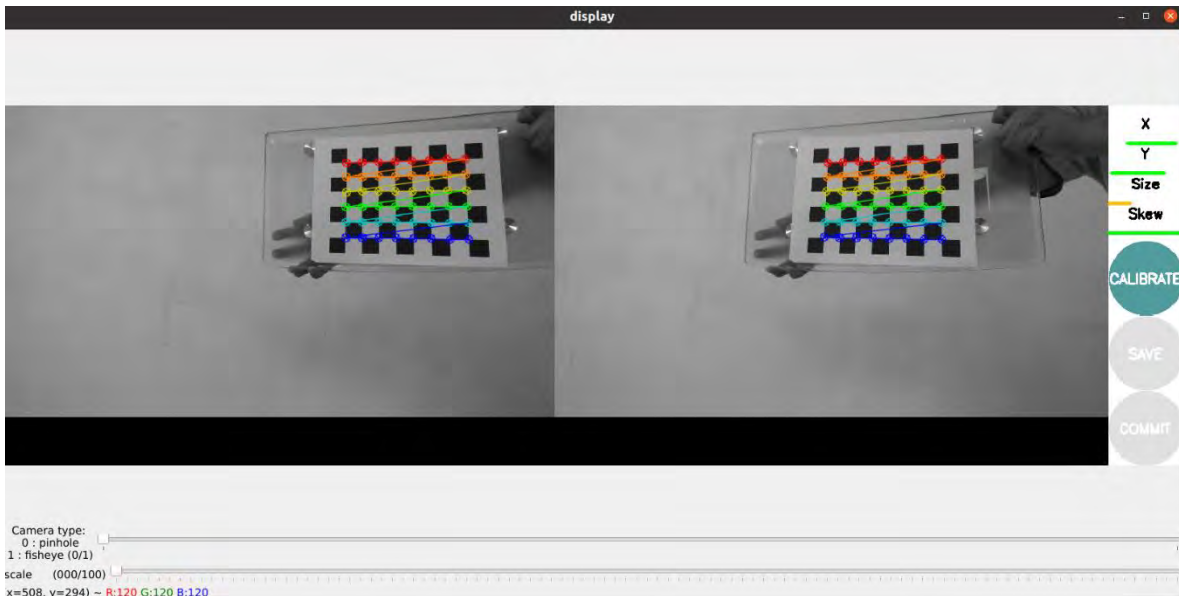 display
X
Y
Size
Skew
CALIBRATE
SAVE
COMMIT
Camera type:
0 : pinhole
1 : fisheye (0/1)
scale (000/100)
x=508, y=294) ~ R:120 G:120 B:120